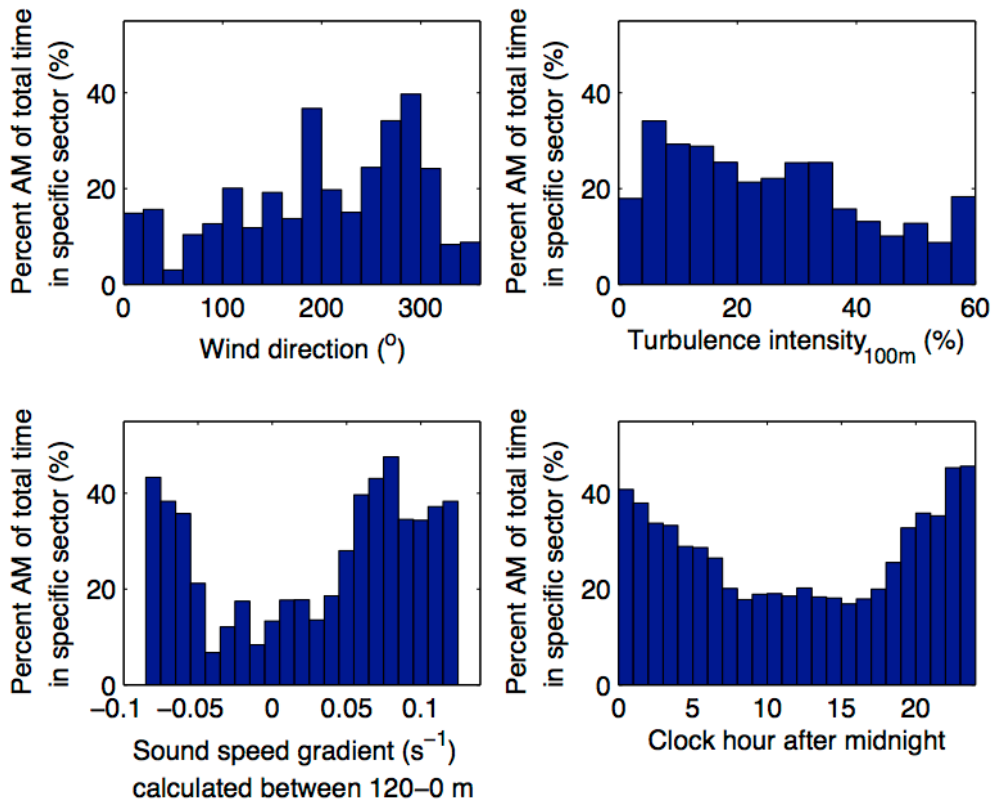 Percent AM of total time
in specific sector (%)
40
20
0
0
100
200
300
Wind direction (o)
Percent AM of total time
in specific sector (%)
40
20
0
0
20
40
60
Turbulence intensity100m (%)
Percent AM of total time
in specific sector (%)
40
20
0
−0.1
−0.05
0
0.05
0.1
Sound speed gradient (s−1)
calculated between 120−0 m
Percent AM of total time
in specific sector (%)
40
20
0
0
5
10
15
20
Clock hour after midnight